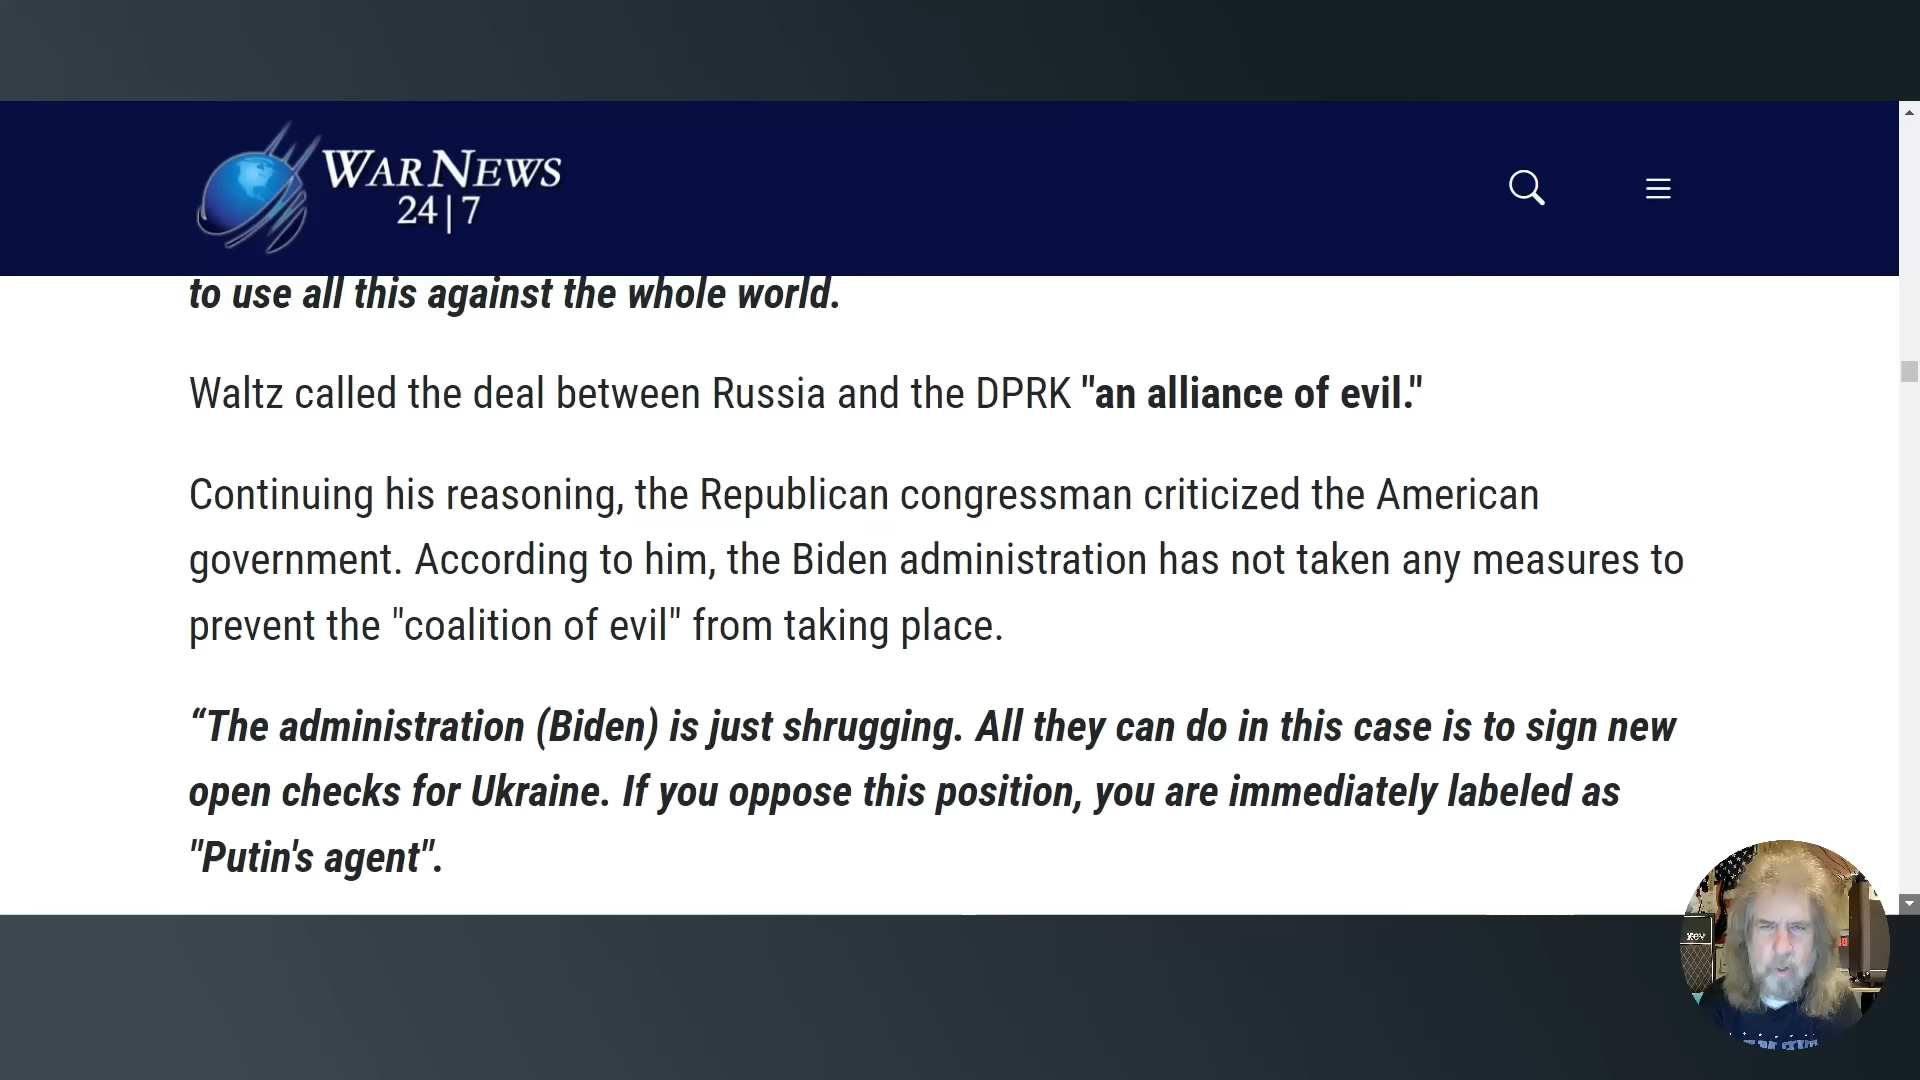 WAR NEWS
24|7
to use all this against the whole world.
Waltz called the deal between Russia and the DPRK "an alliance of evil."
Continuing his reasoning, the Republican congressman criticized the American
government. According to him, the Biden administration has not taken any measures to
prevent the "coalition of evil" from taking place.
“The administration (Biden) is just shrugging. All they can do in this case is to sign new
open checks for Ukraine. If you oppose this position, you are immediately labeled as
"Putin's agent".